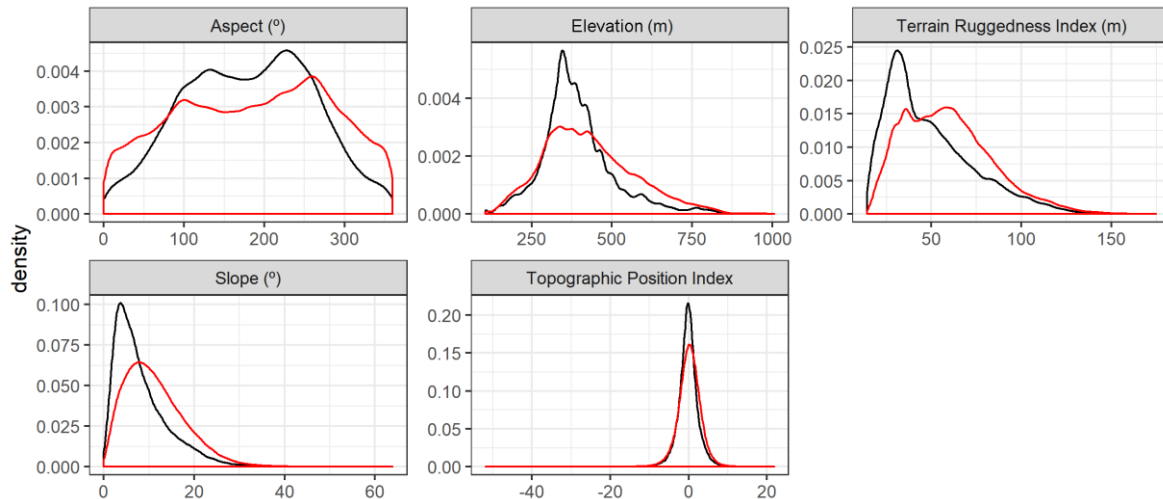 Aspect (º)
Elevation (m)
Terrain Ruggedness Index (m)
0.004
0.003
0.002
0.001
0.000
0 100 200 300
0.004
0.002
0.000
250 500 750 1000
0.025
0.020
0.015
0.010
0.005
0.000
50 100 150
density
Slope (º)
Topographic Position Index
0.100
0.075
0.050
0.025
0.000
0 20 40 60
0.20
0.15
0.10
0.05
0.00
-40 -20 0 20